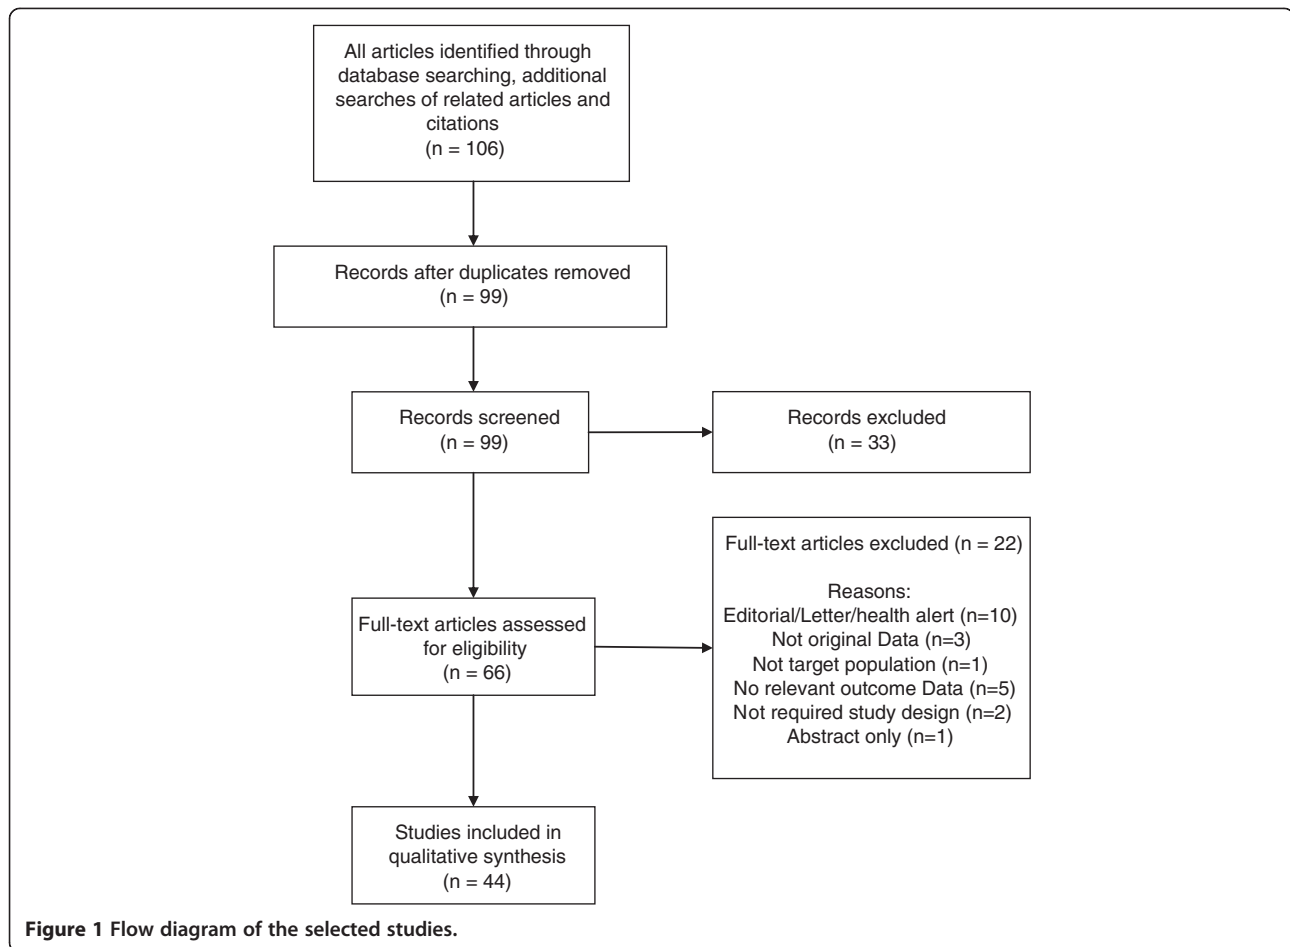 All articles identified through
database searching, additional
searches of related articles and
citations
(n = 106)
Records after duplicates removed
(n = 99)
Records screened
(n = 99)
Records excluded
(n = 33)
Full-text articles assessed
for eligibility
(n = 66)
Full-text articles excluded (n = 22)
Reasons:
Editorial/Letter/health alert (n=10)
Not original Data (n=3)
Not target population (n=1)
No relevant outcome Data (n=5)
Not required study design (n=2)
Abstract only (n=1)
Studies included in
qualitative synthesis
(n = 44)
Figure 1 Flow diagram of the selected studies.